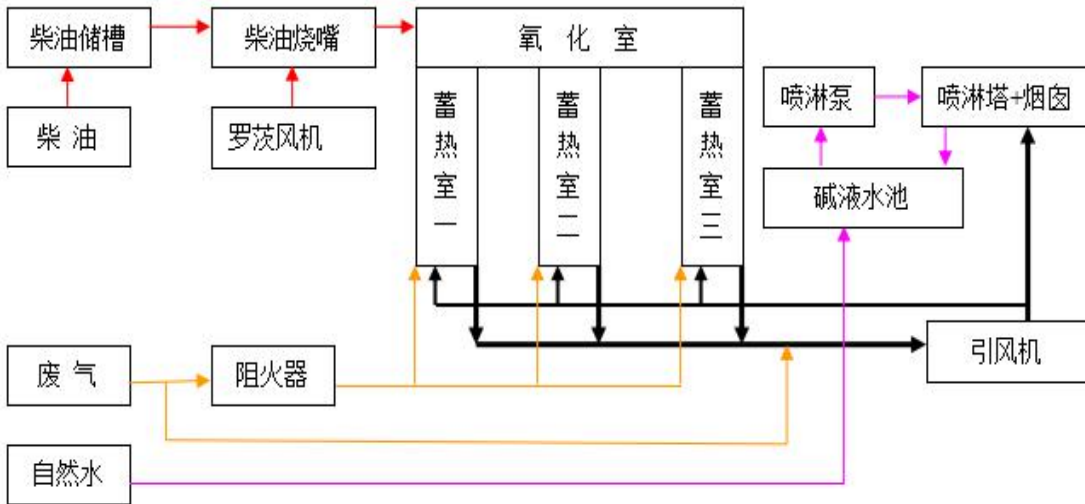 柴油储槽
柴油烧嘴
氧 化 室
柴 油
罗茨风机
蓄热室一
蓄热室二
蓄热室三
喷淋泵
喷淋塔+烟囱
碱液水池
引风机
废 气
阻火器
自然水